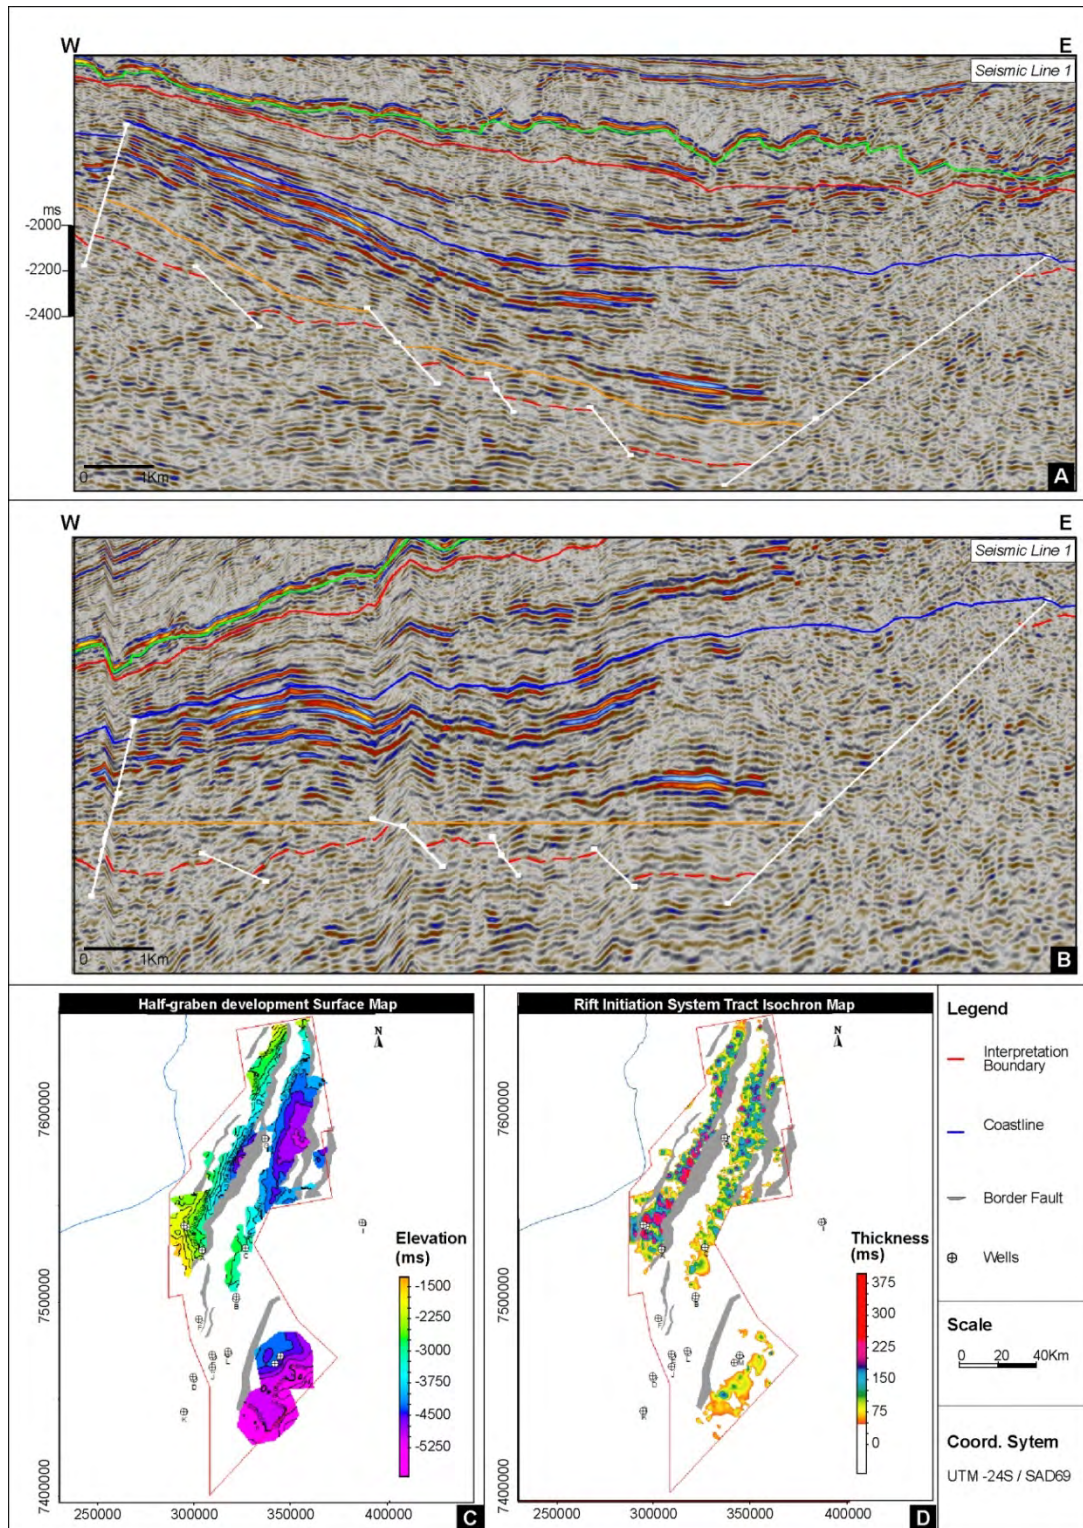 W
E
Seismic Line 1
ms
-2000
-2200
-2400
0
1Km
A
W
E
Seismic Line 1
0
1Km
B
Half-graben development Surface Map
N
7600000
7500000
7400000
Elevation
(ms)
-1500
-2250
-3000
-3750
-4500
-5250
250000
300000
350000
400000
C
Rift Initiation System Tract Isochron Map
N
7600000
7500000
7400000
Thickness
(ms)
375
300
225
150
75
0
250000
300000
350000
400000
D
Legend
Interpretation
Boundary
Coastline
Border Fault
Wells
Scale
0 20 40Km
Coord. Sytem
UTM -24S / SAD69